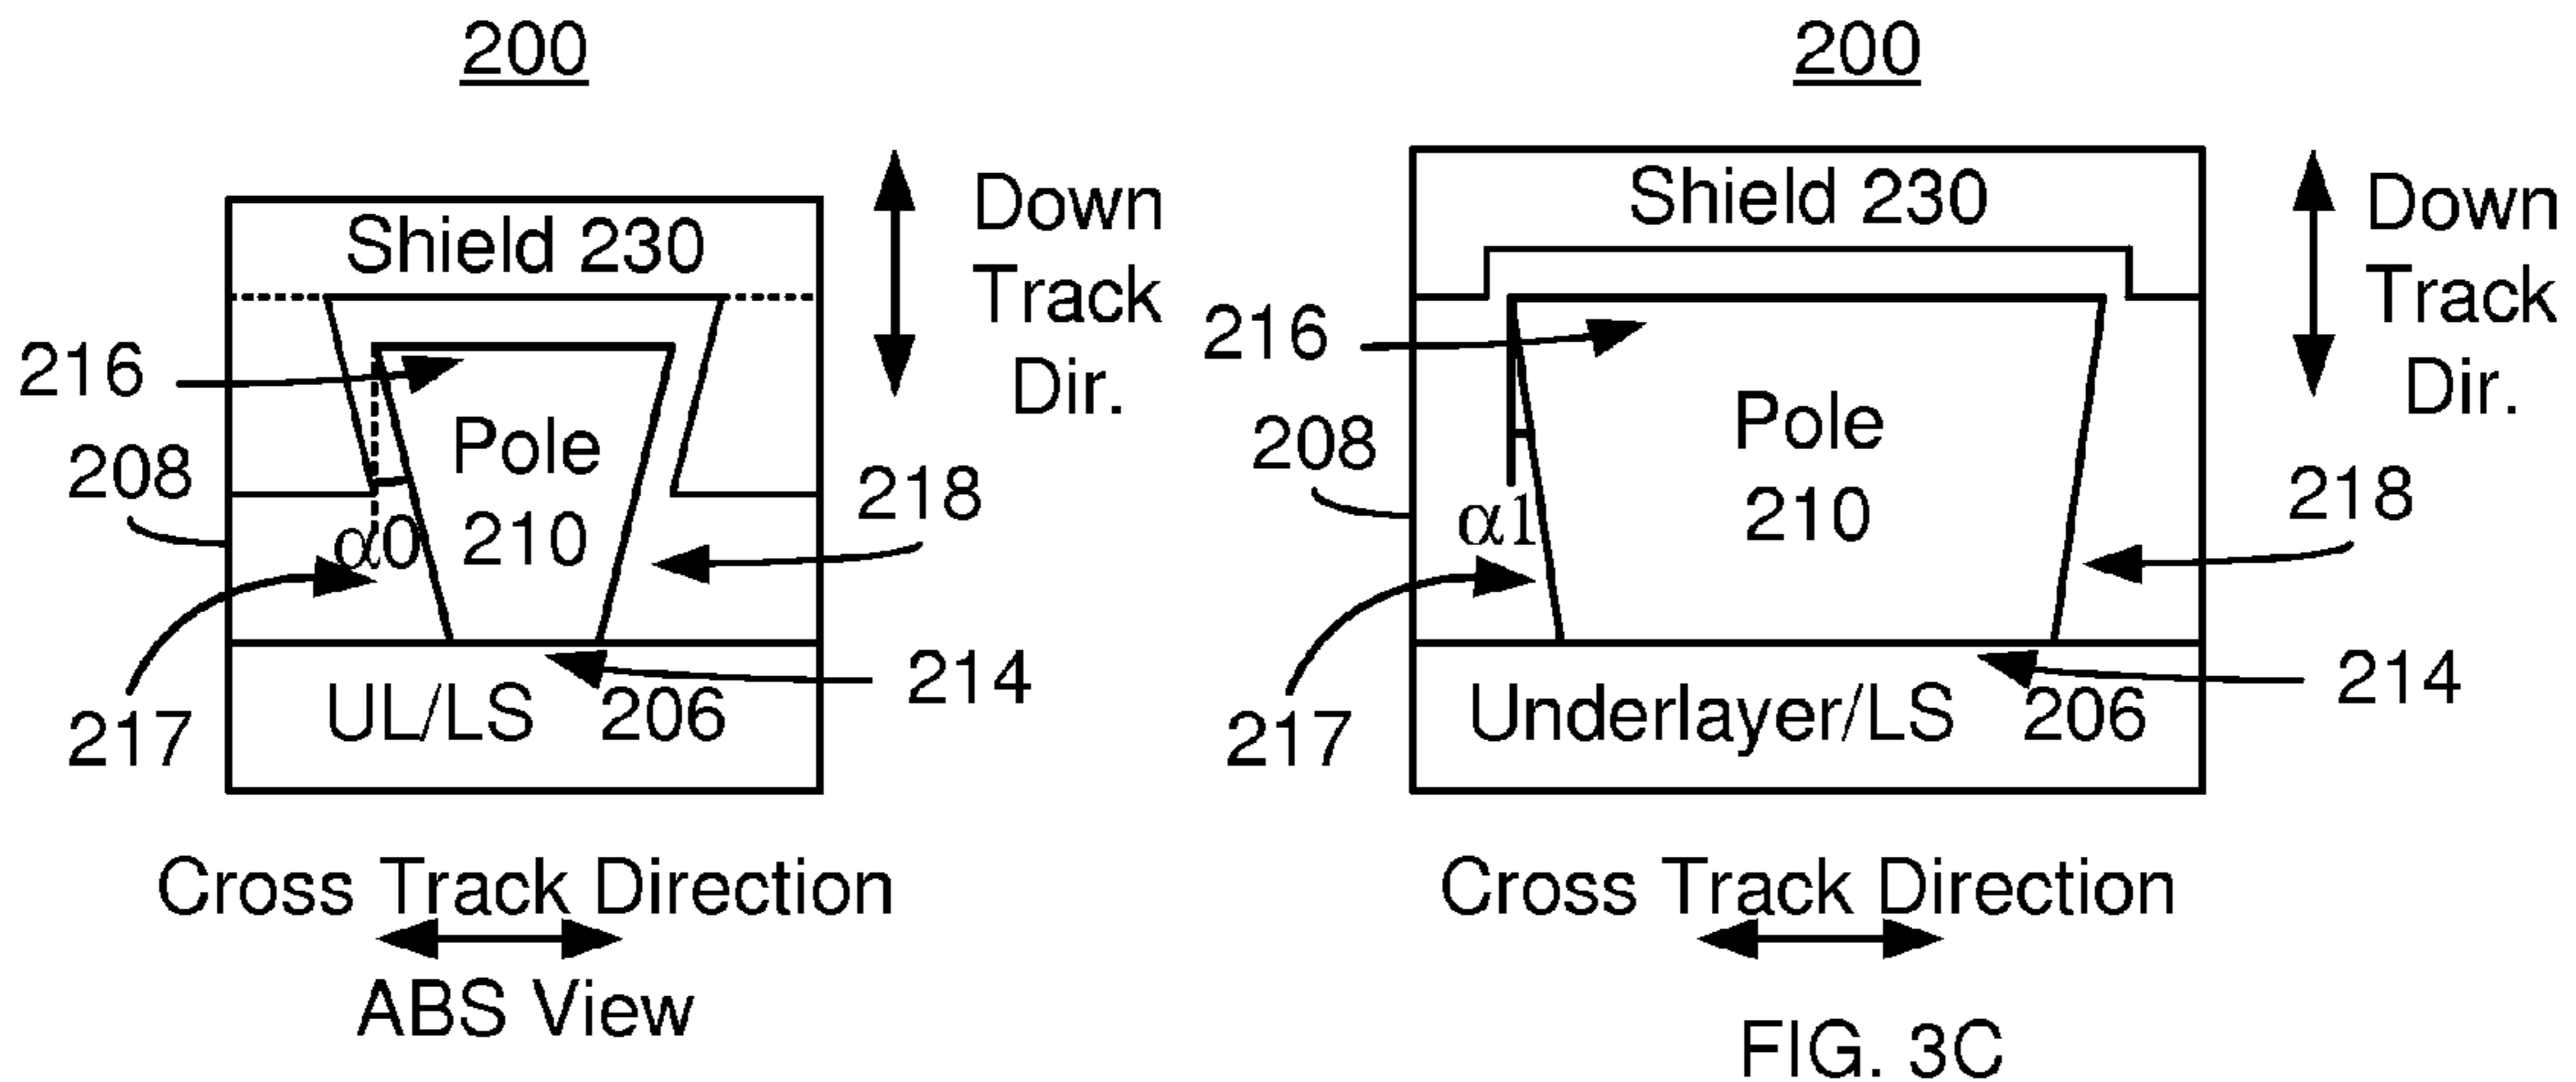 200
Shield 230
Down
Track
Dir.
216
Pole
210
208
α0
218
217
214
UL/LS 206
Cross Track Direction
ABS View
200
Shield 230
Down
Track
Dir.
216
Pole
210
208
α1
218
217
214
Underlayer/LS 206
Cross Track Direction
FIG. 3C